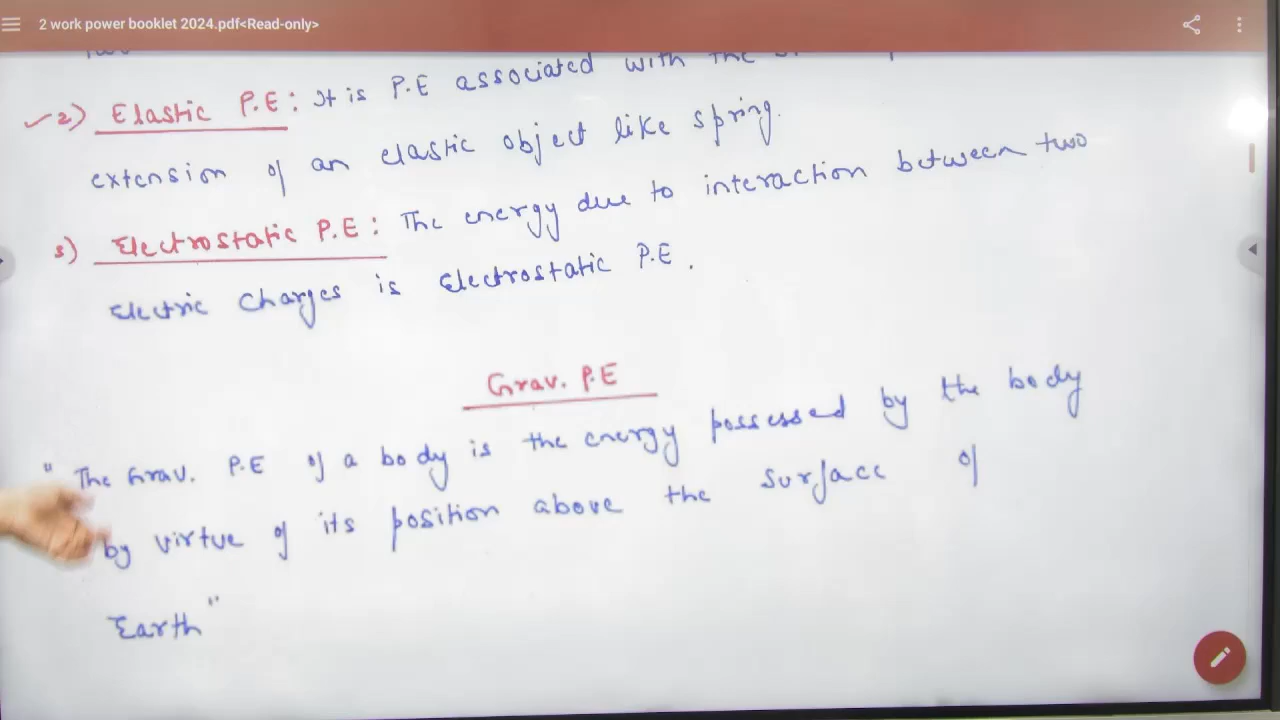 2 work power booklet 2024.pdf<Read-only>
2) Elastic P.E : It is P.E associated with the
extension of an elastic object like spring.
3) Electrostatic P.E : The energy due to interaction between two
Electric charges is Electrostatic P.E .
Grav. P.E
" The Grav. P.E of a body is the energy possessed by the body
by virtue of its position above the surface of
Earth "